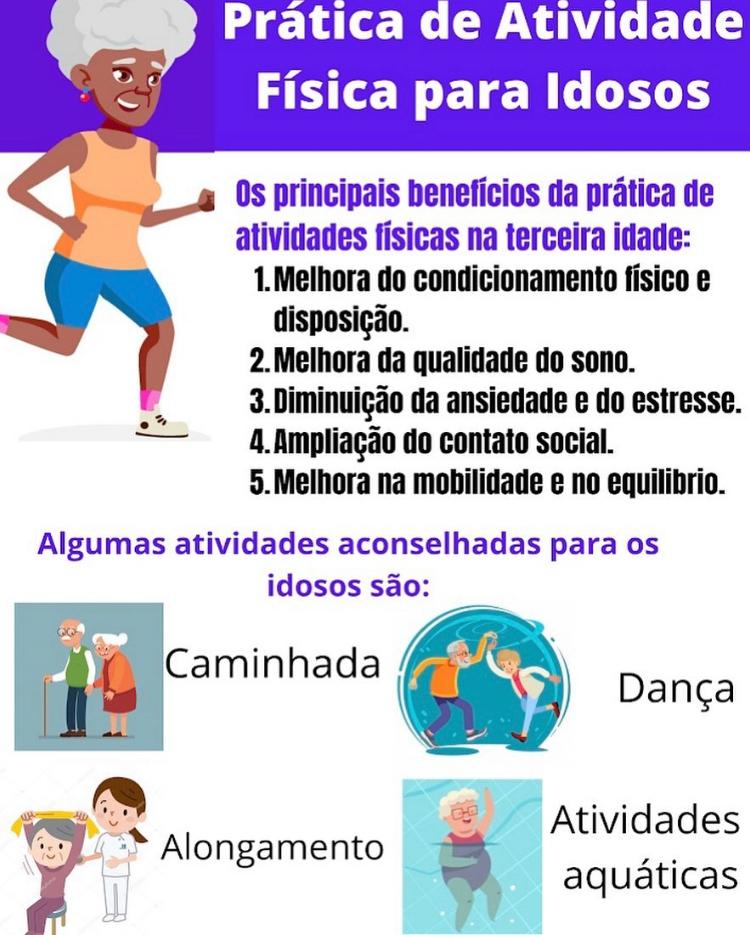 Prática de Atividade
Física para Idosos
Os principais benefícios da prática de
atividades físicas na terceira idade:
1. Melhora do condicionamento físico e
disposição.
2. Melhora da qualidade do sono.
3. Diminuição da ansiedade e do estresse.
4. Ampliação do contato social.
5. Melhora na mobilidade e no equilibrio.
Algumas atividades aconselhadas para os
idosos são:
Caminhada
Dança
Alongamento
Atividades
aquáticas